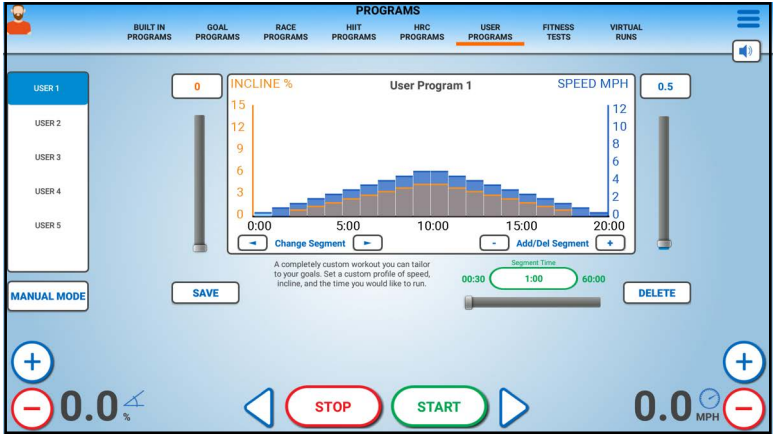 PROGRAMS
BUILT IN PROGRAMS
GOAL PROGRAMS
RACE PROGRAMS
HIIT PROGRAMS
HRC PROGRAMS
USER PROGRAMS
FITNESS TESTS
VIRTUAL RUNS
USER 1
USER 2
USER 3
USER 4
USER 5
MANUAL MODE
0
INCLINE %
User Program 1
SPEED MPH
0.5
15
12
9
6
3
0
12
10
8
6
4
2
0
0:00
5:00
10:00
15:00
20:00
Change Segment
-
Add/Del Segment
+
A completely custom workout you can tailor
to your goals. Set a custom profile of speed,
incline, and the time you would like to run.
Segment Time
00:30
1:00
60:00
SAVE
DELETE
+
−
0.0
%
STOP
START
0.0
MPH
+
−